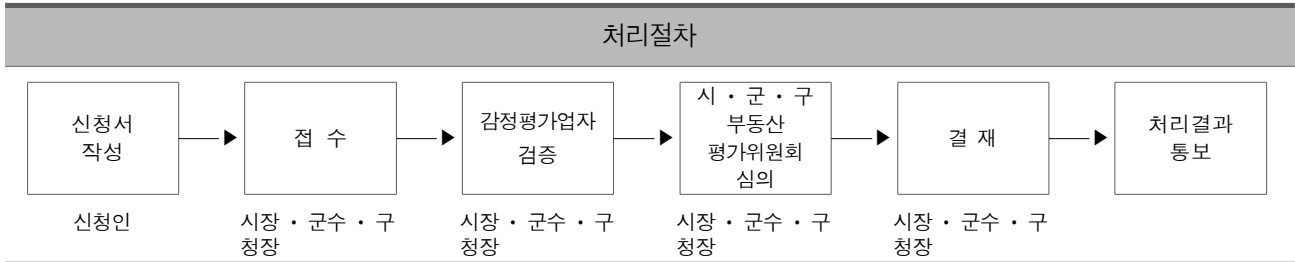 처리절차
신청서
작성
접 수
감정평가업자
검증
시 • 군 • 구
부동산
평가위원회
심의
결 재
처리결과
통보
신청인
시장 • 군수 • 구
청장
시장 • 군수 • 구
청장
시장 • 군수 • 구
청장
시장 • 군수 • 구
청장